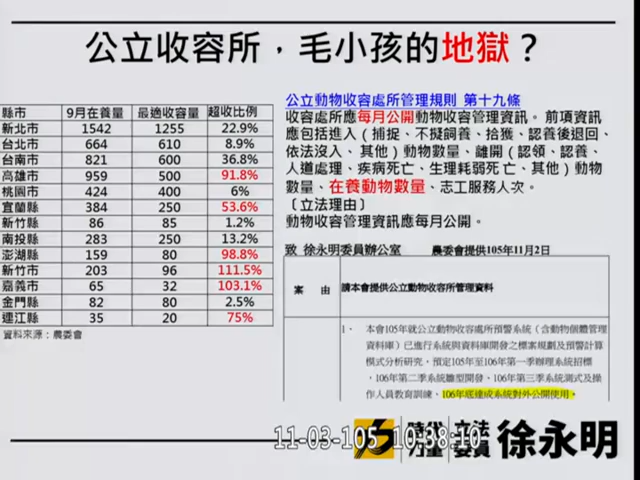 公立收容所，毛小孩的地獄？
縣市 9月在養量 最適收容量 超收比例
新北市 1542 1255 22.9%
台北市 664 610 8.9%
台南市 821 600 36.8%
高雄市 959 500 91.8%
桃園市 424 400 6%
宜蘭縣 384 250 53.6%
新竹縣 86 85 1.2%
南投縣 283 250 13.2%
澎湖縣 159 80 98.8%
新竹市 203 96 111.5%
嘉義市 65 32 103.1%
金門縣 82 80 2.5%
連江縣 35 20 75%
資料來源：農委會
公立動物收容處所管理規則 第十九條
收容處所應每月公開動物收容管理資訊。前項資訊
應包括進入（捕捉、不擬飼養、拾獲、認養後退回、
依法沒入、其他）動物數量、離開（認領、認養、
人道處理、疾病死亡、生理耗弱死亡、其他）動物
數量、在養動物數量、志工服務人次。
〔立法理由〕
動物收容管理資訊應每月公開。
致 徐永明委員辦公室 農委會提供105年11月2日
案 由 請本會提供公立動物收容所管理資料
1、 本會105年就公立動物收容處所預警系統（含動物個體管理
資料庫）已進行系統與資料庫開發之標案規劃及預警計算
模式分析研究，預定105年至106年第一季辦理系統招標
，106年第二季系統雛型開發、106年第三季系統測式及操
作人員教育訓練、106年底達成系統對外公開使用。
11-03-105 10:38:10
時代力量 立法委員 徐永明